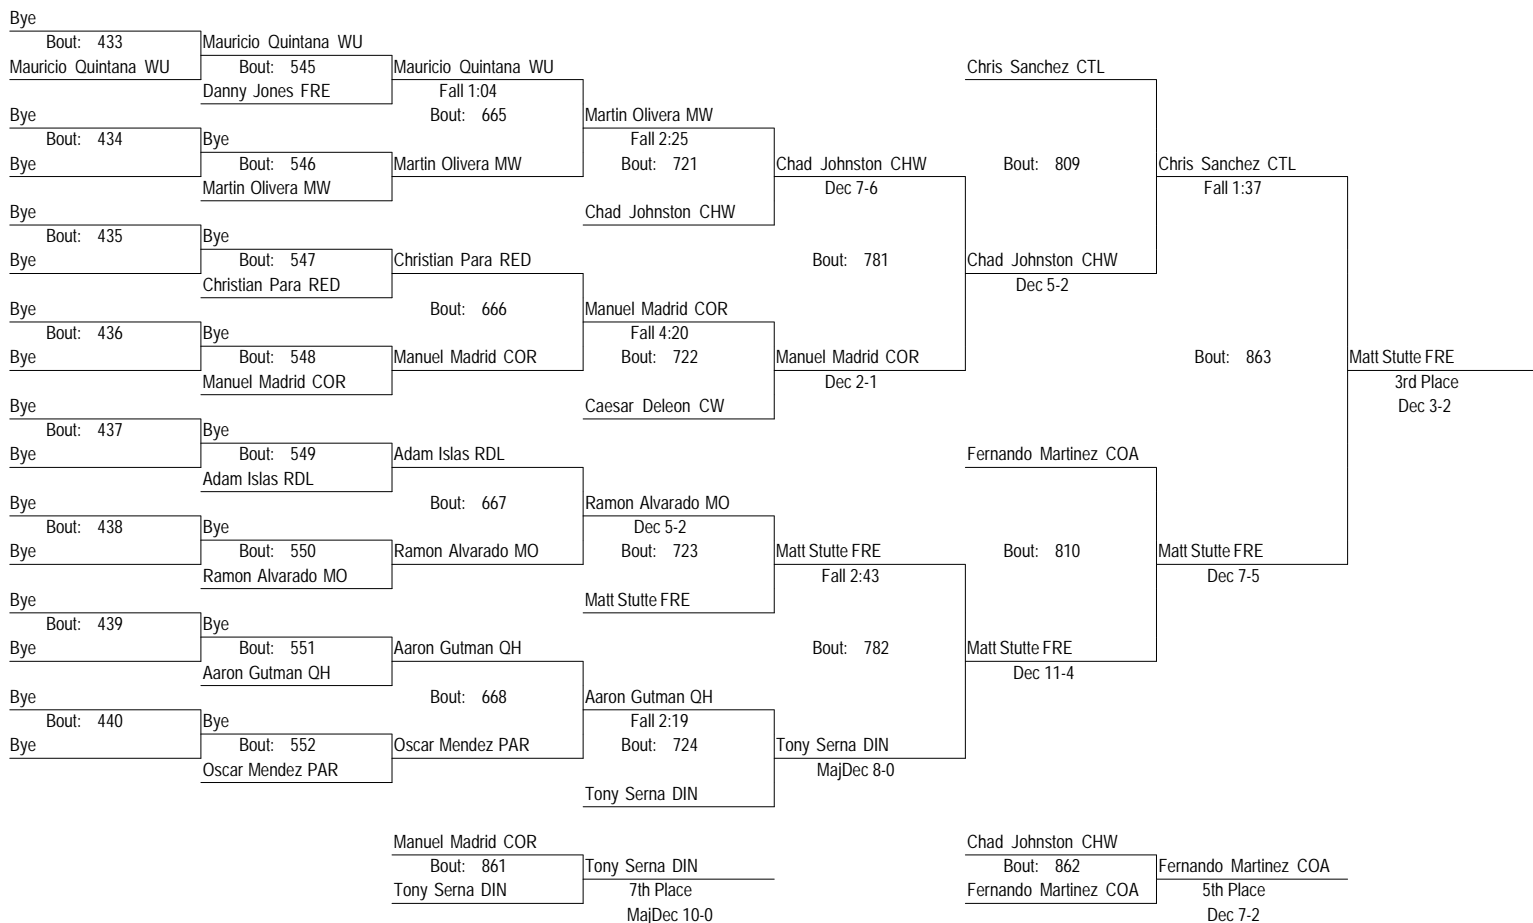 Bye
Bout: 433
Mauricio Quintana WU
Mauricio Quintana WU
Bout: 545
Danny Jones FRE
Mauricio Quintana WU
Fall 1:04
Bout: 665
Bye
Bout: 434
Bye
Bye
Bout: 546
Martin Olivera MW
Martin Olivera MW
Martin Olivera MW
Fall 2:25
Bout: 721
Chad Johnston CHW
Chad Johnston CHW
Dec 7-6
Bye
Bout: 435
Bye
Bye
Bout: 547
Christian Para RED
Christian Para RED
Bout: 666
Bye
Bout: 436
Bye
Bye
Bout: 548
Manuel Madrid COR
Manuel Madrid COR
Manuel Madrid COR
Fall 4:20
Bout: 722
Caesar Deleon CW
Manuel Madrid COR
Dec 2-1
Bout: 781
Chad Johnston CHW
Dec 5-2
Chris Sanchez CTL
Bout: 809
Chris Sanchez CTL
Fall 1:37
Bye
Bout: 437
Bye
Bye
Bout: 549
Adam Islas RDL
Adam Islas RDL
Bout: 667
Bye
Bout: 438
Bye
Bye
Bout: 550
Ramon Alvarado MO
Ramon Alvarado MO
Ramon Alvarado MO
Dec 5-2
Bout: 723
Matt Stutte FRE
Matt Stutte FRE
Fall 2:43
Bye
Bout: 439
Bye
Bye
Bout: 551
Aaron Gutman QH
Aaron Gutman QH
Bout: 668
Bye
Bout: 440
Bye
Bye
Bout: 552
Oscar Mendez PAR
Oscar Mendez PAR
Aaron Gutman QH
Fall 2:19
Bout: 724
Tony Serna DIN
Tony Serna DIN
MajDec 8-0
Bout: 782
Matt Stutte FRE
Dec 11-4
Fernando Martinez COA
Bout: 810
Matt Stutte FRE
Dec 7-5
Bout: 863
Matt Stutte FRE
3rd Place
Dec 3-2
Manuel Madrid COR
Bout: 861
Tony Serna DIN
Tony Serna DIN
7th Place
MajDec 10-0
Chad Johnston CHW
Bout: 862
Fernando Martinez COA
Fernando Martinez COA
5th Place
Dec 7-2